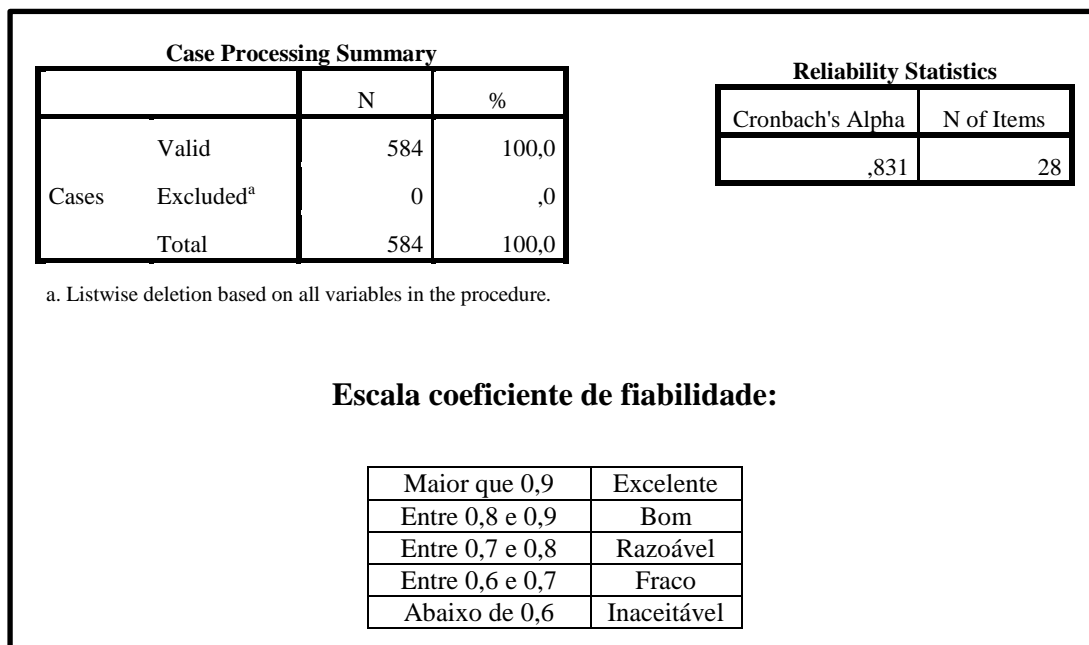 Case Processing Summary
N %
Cases Valid 584 100,0
Excludedᵃ 0 ,0
Total 584 100,0
a. Listwise deletion based on all variables in the procedure.
Reliability Statistics
Cronbach's Alpha N of Items
,831 28
Escala coeficiente de fiabilidade:
Maior que 0,9 Excelente
Entre 0,8 e 0,9 Bom
Entre 0,7 e 0,8 Razoável
Entre 0,6 e 0,7 Fraco
Abaixo de 0,6 Inaceitável